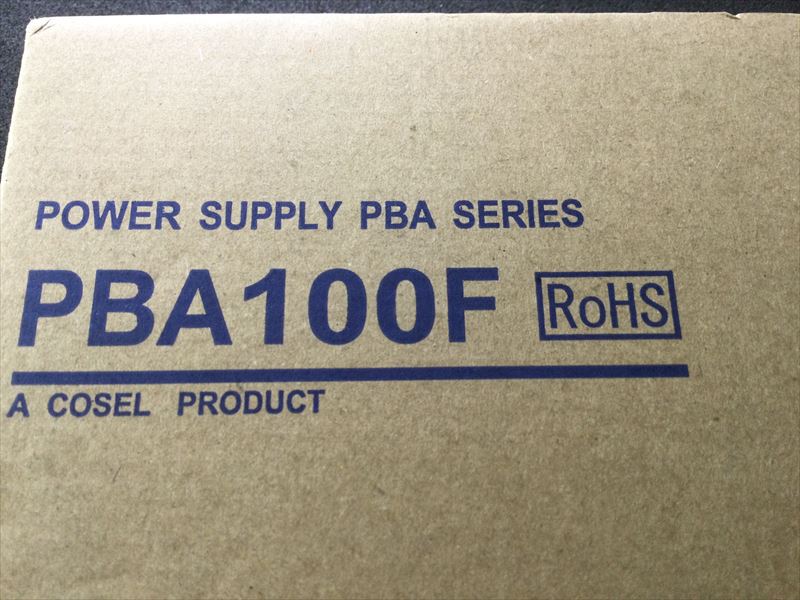 POWER SUPPLY PBA SERIES
PBA100F RoHS
A COSEL PRODUCT